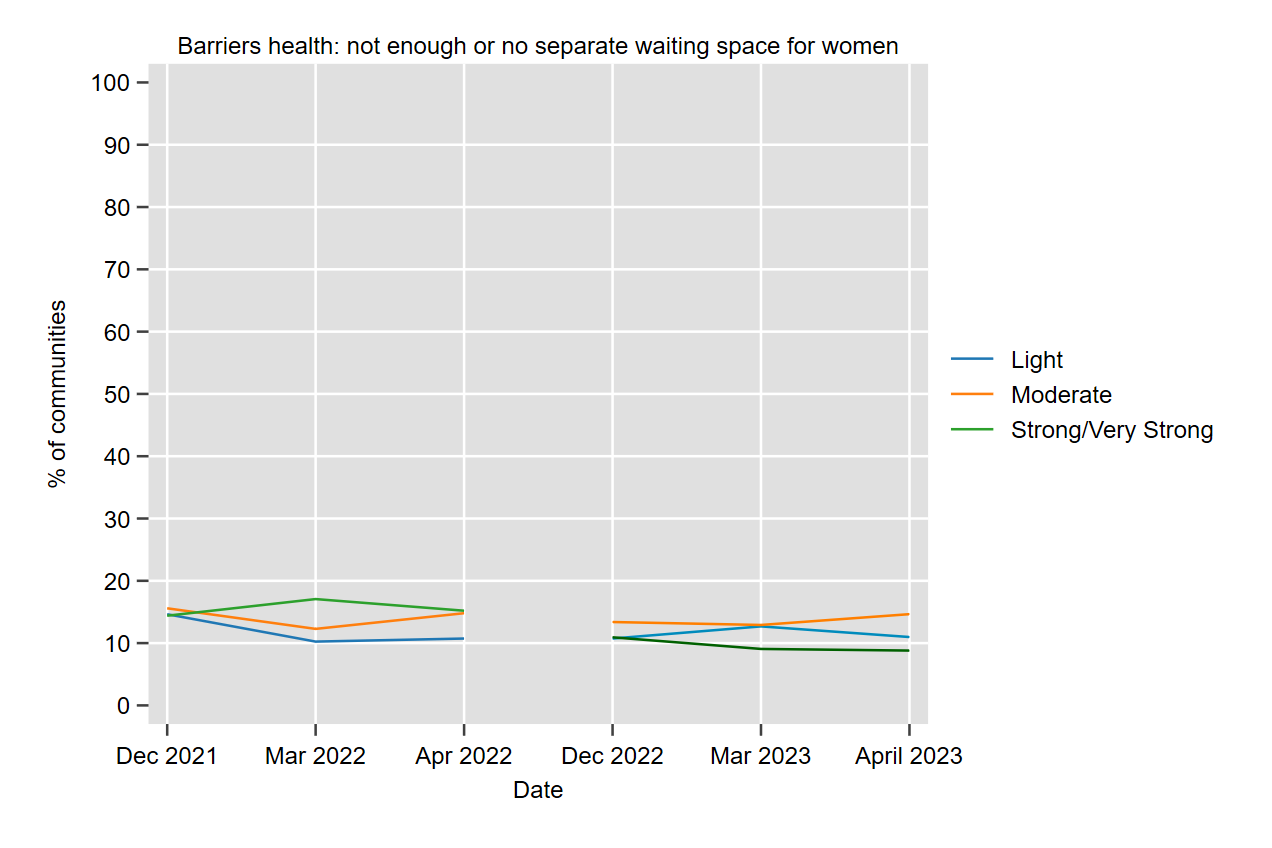 Barriers health: not enough or no separate waiting space for women
100
90
80
70
60
50
40
30
20
10
0
% of communities
Dec 2021
Mar 2022
Apr 2022
Dec 2022
Mar 2023
April 2023
Date
Light
Moderate
Strong/Very Strong